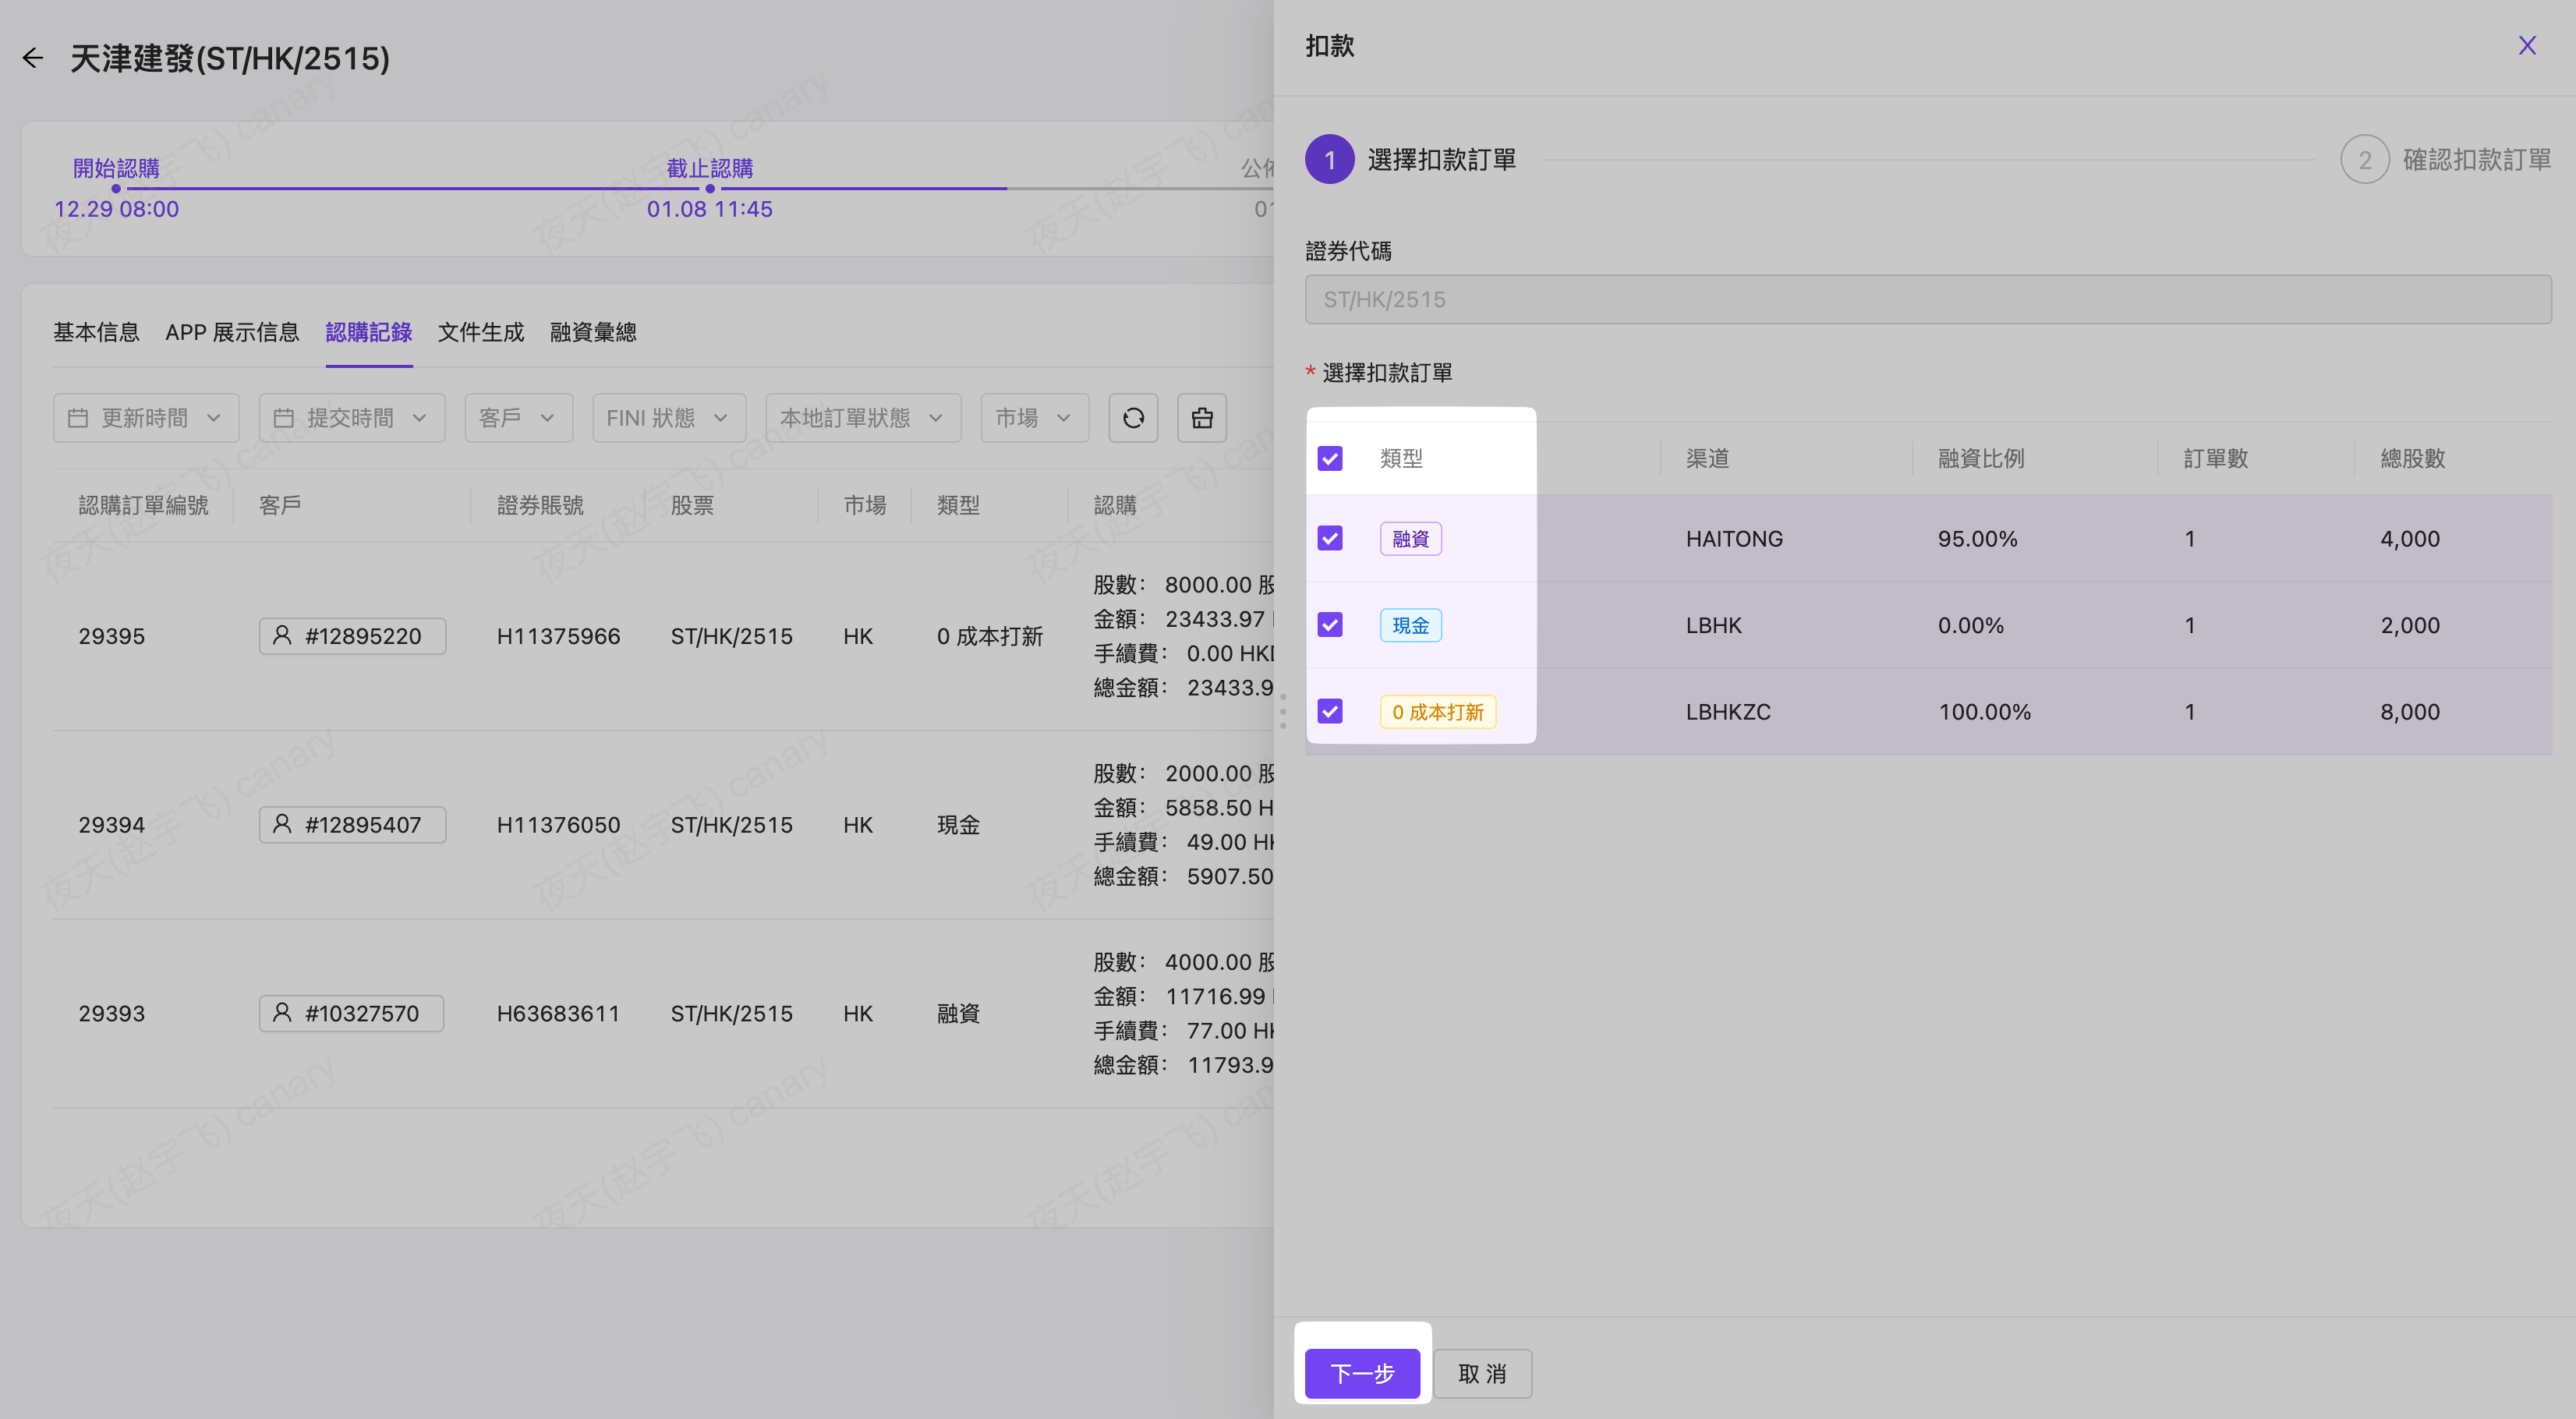 天津建發(ST/HK/2515)
開始認購
截止認購
12.29 08:00
01.08 11:45
基本信息 APP 展示信息 認購記錄 文件生成 融資彙總
更新時間 提交時間 客戶 FINI 狀態 本地訂單狀態 市場
認購訂單編號 客戶 證券賬號 股票 市場 類型 認購
29395 #12895220 H11375966 ST/HK/2515 HK 0 成本打新
股數: 8000.00 股
金額: 23433.97
手續費: 0.00 HKD
總金額: 23433.9
29394 #12895407 H11376050 ST/HK/2515 HK 現金
股數: 2000.00 股
金額: 5858.50 H
手續費: 49.00 HK
總金額: 5907.50
29393 #10327570 H63683611 ST/HK/2515 HK 融資
股數: 4000.00 股
金額: 11716.99
手續費: 77.00 HK
總金額: 11793.9
扣款
1 選擇扣款訂單
2 確認扣款訂單
證券代碼
ST/HK/2515
* 選擇扣款訂單
類型 渠道 融資比例 訂單數 總股數
融資 HAITONG 95.00% 1 4,000
現金 LBHK 0.00% 1 2,000
0 成本打新 LBHKZC 100.00% 1 8,000
下一步 取消
夜天(赵宇飞) canary